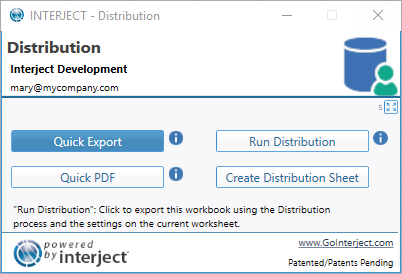 INTERJECT - Distribution
Distribution
Interject Development
mary@mycompany.com
s
Quick Export
Run Distribution
Quick PDF
Create Distribution Sheet
"Run Distribution": Click to export this workbook using the Distribution
process and the settings on the current worksheet.
powered
by interject™
www.GoInterject.com
Patented/Patents Pending